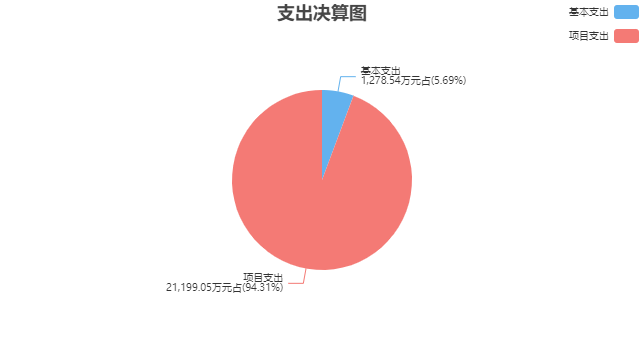 支出决算图
基本支出
项目支出
基本支出
1,278.54万元占(5.69%)
项目支出
21,199.05万元占(94.31%)